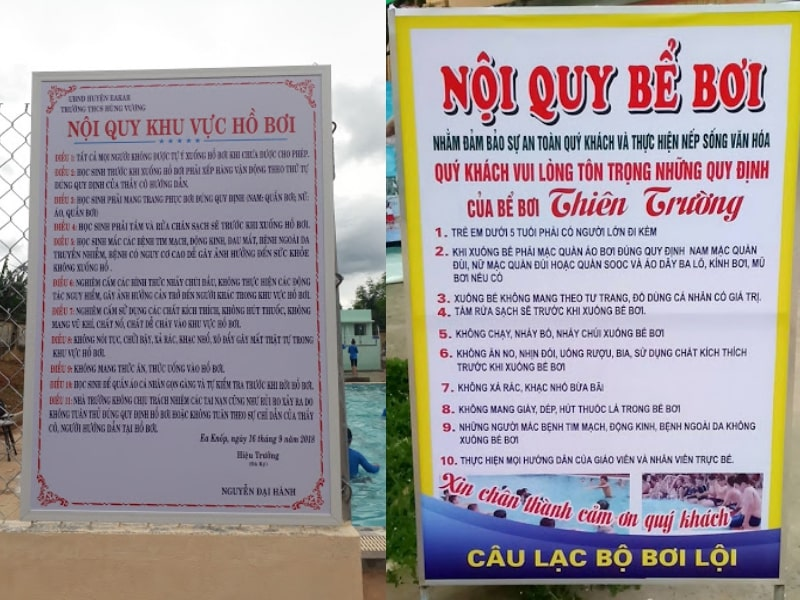 UBND HUYỆN EAKAR
TRƯỜNG THCS HÙNG VƯƠNG
NỘI QUY KHU VỰC HỒ BƠI
ĐIỀU 1: TẤT CẢ MỌI NGƯỜI KHÔNG ĐƯỢC TỰ Ý XUỐNG HỒ BƠI KHI CHƯA ĐƯỢC CHO PHÉP.
ĐIỀU 2: HỌC SINH TRƯỚC KHI XUỐNG HỒ BƠI PHẢI XẾP HÀNG VẬN ĐỘNG THEO THỨ TỰ
ĐÚNG QUY ĐỊNH CỦA THẦY CÔ HƯỚNG DẪN.
ĐIỀU 3: HỌC SINH PHẢI MANG TRANG PHỤC BƠI ĐÚNG QUY ĐỊNH (NAM: QUẦN BƠI; NỮ:
ÁO, QUẦN BƠI)
ĐIỀU 4: HỌC SINH PHẢI TẮM VÀ RỬA CHÂN SẠCH SẼ TRƯỚC KHI XUỐNG HỒ BƠI.
ĐIỀU 5: HỌC SINH MẮC CÁC BỆNH TIM MẠCH, ĐỘNG KINH, ĐAU MẮT, BỆNH NGOÀI DA
TRUYỀN NHIỄM, BỆNH CÓ NGUY CƠ CAO DỄ GÂY ẢNH HƯỞNG ĐẾN SỨC KHỎE
KHÔNG XUỐNG HỒ .
ĐIỀU 6: NGHIÊM CẤM CÁC HÌNH THỨC NHẢY CHÚI ĐẦU, KHÔNG THỰC HIỆN CÁC ĐỘNG
TÁC NGUY HIỂM, GÂY ẢNH HƯỞNG CẢN TRỞ ĐẾN NGƯỜI KHÁC TRONG KHU VỰC HỒ BƠI.
ĐIỀU 7: NGHIÊM CẤM SỬ DỤNG CÁC CHẤT KÍCH THÍCH, KHÔNG HÚT THUỐC, KHÔNG
MANG VŨ KHÍ, CHẤT NỔ, CHẤT DỄ CHÁY VÀO KHU VỰC HỒ BƠI.
ĐIỀU 8: KHÔNG NÓI TỤC, CHỬI BẬY, XẢ RÁC, KHẠC NHỔ, XÔ ĐẨY GÂY MẤT TRẬT TỰ TRONG
KHU VỰC HỒ BƠI.
ĐIỀU 9: KHÔNG MANG THỨC ĂN, THỨC UỐNG VÀO HỒ BƠI.
ĐIỀU 10: HỌC SINH ĐỂ QUẦN ÁO CÁ NHÂN GỌN GÀNG VÀ TỰ KIỂM TRA TRƯỚC KHI RỜI HỒ BƠI.
ĐIỀU 11: NHÀ TRƯỜNG KHÔNG CHỊU TRÁCH NHIỆM CÁC TAI NẠN CŨNG NHƯ RỦI RO XẢY RA DO
KHÔNG TUÂN THỦ ĐÚNG QUY ĐỊNH HỒ BƠI HOẶC KHÔNG TUÂN THEO SỰ CHỈ DẪN CỦA THẦY
CÔ, NGƯỜI HƯỚNG DẪN TẠI HỒ BƠI.
Ea Knốp, ngày 16 tháng 9 năm 2018
Hiệu Trưởng
(Đã Ký)
NGUYỄN ĐẠI HÀNH
NỘI QUY BỂ BƠI
NHẰM ĐẢM BẢO SỰ AN TOÀN QUÝ KHÁCH VÀ THỰC HIỆN NẾP SỐNG VĂN HÓA
QUÝ KHÁCH VUI LÒNG TÔN TRỌNG NHỮNG QUY ĐỊNH
CỦA BỂ BƠI Thiên Trường
1. TRẺ EM DƯỚI 5 TUỔI PHẢI CÓ NGƯỜI LỚN ĐI KÈM
2. KHI XUỐNG BỂ PHẢI MẶC QUẦN ÁO BƠI ĐÚNG QUY ĐỊNH NAM MẶC QUẦN
ĐÙI, NỮ MẶC QUẦN ĐÙI HOẶC QUẦN SOOC VÀ ÁO DÂY BA LỖ, KÍNH BƠI, MŨ
BƠI NẾU CÓ
3. XUỐNG BỂ KHÔNG MANG THEO TƯ TRANG, ĐỒ DÙNG CÁ NHÂN CÓ GIÁ TRỊ.
4. TẮM RỬA SẠCH SẼ TRƯỚC KHI XUỐNG BỂ BƠI.
5. KHÔNG CHẠY, NHẢY BỔ, NHẢY CHÚI XUỐNG BỂ BƠI
6. KHÔNG ĂN NO, NHỊN ĐÓI, UỐNG RƯỢU, BIA, SỬ DỤNG CHẤT KÍCH THÍCH
TRƯỚC KHI XUỐNG BỂ BƠI
7. KHÔNG XẢ RÁC, KHẠC NHỔ BỪA BÃI
8. KHÔNG MANG GIÀY, DÉP, HÚT THUỐC LÁ TRONG BỂ BƠI
9. NHỮNG NGƯỜI MẮC BỆNH TIM MẠCH, ĐỘNG KINH, BỆNH NGOÀI DA KHÔNG
XUỐNG BỂ BƠI
10. THỰC HIỆN MỌI HƯỚNG DẪN CỦA GIÁO VIÊN VÀ NHÂN VIÊN TRỰC BỂ.
Xin chân thành cảm ơn quý khách
CÂU LẠC BỘ BƠI LỘI